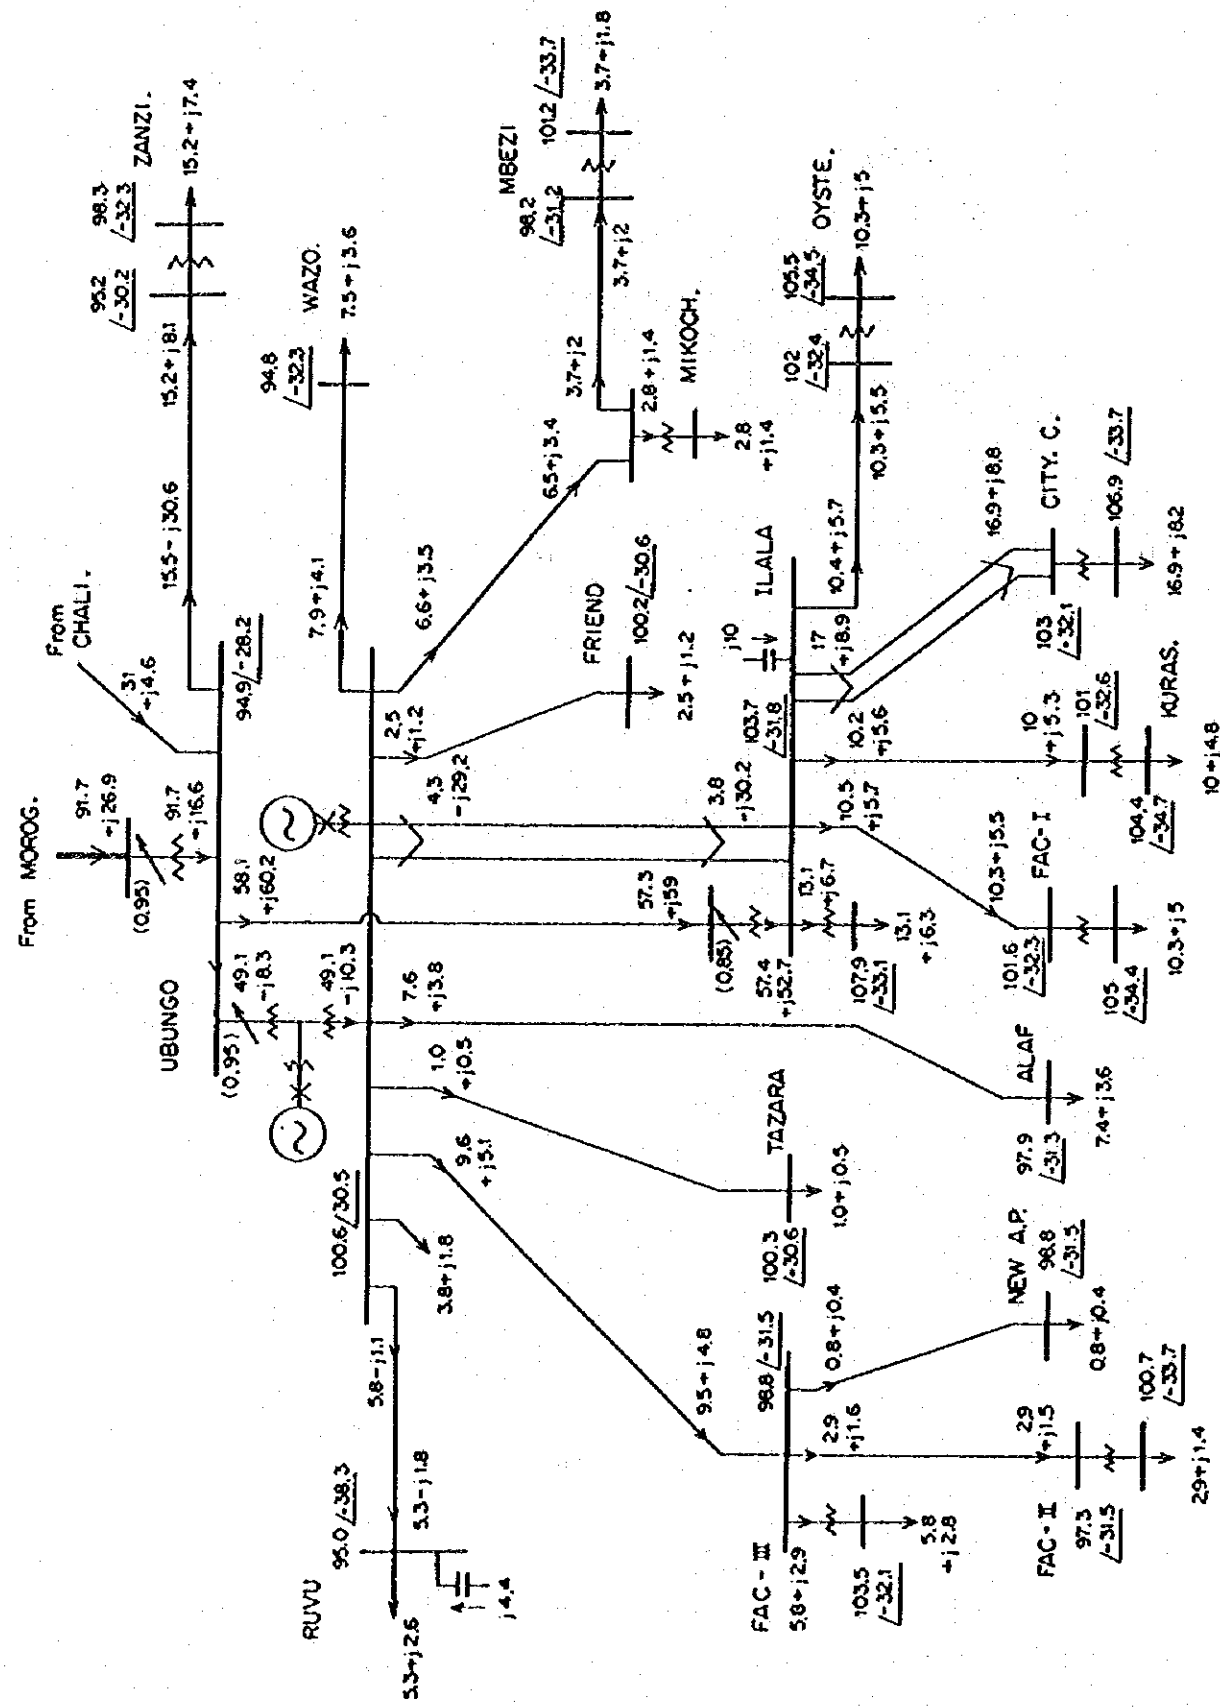 From MOROG.
91.7
+j26.9
(0.95)
91.7
+j16.6
From
CHALI.
31
+j4.6
94.9/-28.2
15.5-j30.6
15.2+j8.1
95.2
/-30.2
98.3
/-32.3
ZANZI.
15.2+j7.4
UBUNGO
(0.95)
49.1
-j8.3
49.1
-j10.3
58.1
+j60.2
7.9+j4.1
94.8
/-32.3
WAZO.
7.5+j3.6
6.6+j3.5
6.5+j3.4
3.7+j2
3.7+j2
MBEZI
98.2
/-31.2
101.2/-33.7
3.7+j1.8
2.8+j1.4
MIKOCH.
2.8
+j1.4
2.5
+j1.2
FRIEND
100.2/-30.6
2.5+j1.2
4.3
-j29.2
3.8
-j30.2
7.6
+j3.8
1.0
+j0.5
9.6
+j5.1
100.6/30.5
3.8+j1.8
5.8-j1.1
RUVU
95.0/-38.3
5.3-j1.8
5.3+j2.6
j4.4
57.3
+j59
(0.85)
57.4
+j52.7
103.7
/-31.8
j10
ILALA
10.4+j5.7
10.3+j5.5
102
/-32.4
105.5
/-34.5
OYSTE.
10.3+j5
17
+j8.9
16.9+j8.8
CITY. C.
103
/-32.1
106.9/-33.7
16.9+j8.2
10.2
+j5.6
10
+j5.3
101
/-32.6
KURAS.
104.4
/-34.7
10+j4.8
10.5
+j5.7
10.3+j5.5
FAC-I
101.6
/-32.3
105
/-34.4
10.3+j5
13.1
+j6.7
107.9
/-33.1
13.1
+j6.3
ALAF
97.9
/-31.3
7.4+j3.6
TAZARA
100.3
/-30.6
1.0+j0.5
9.5+j4.8
98.8/-31.5
0.8+j0.4
NEW A.P.
98.8
/-31.5
0.8+j0.4
FAC-III
5.8+j2.9
103.5
/-32.1
5.8
+j2.8
2.9
+j1.6
2.9
+j1.5
FAC-II
97.3
/-31.5
100.7
/-33.7
2.9+j1.4